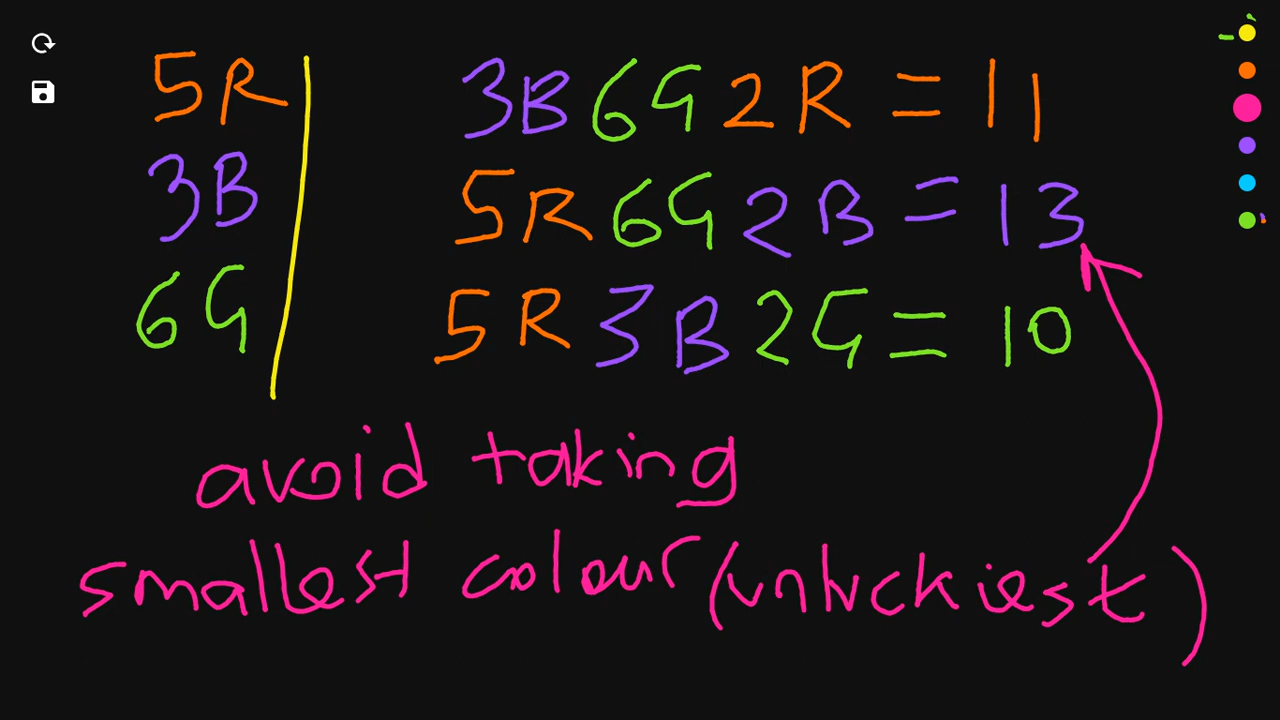 5R
3B
6G
3B6G2R = 11
5R6G2B = 13
5R3B2G = 10
avoid taking
smallest colour (unluckiest)